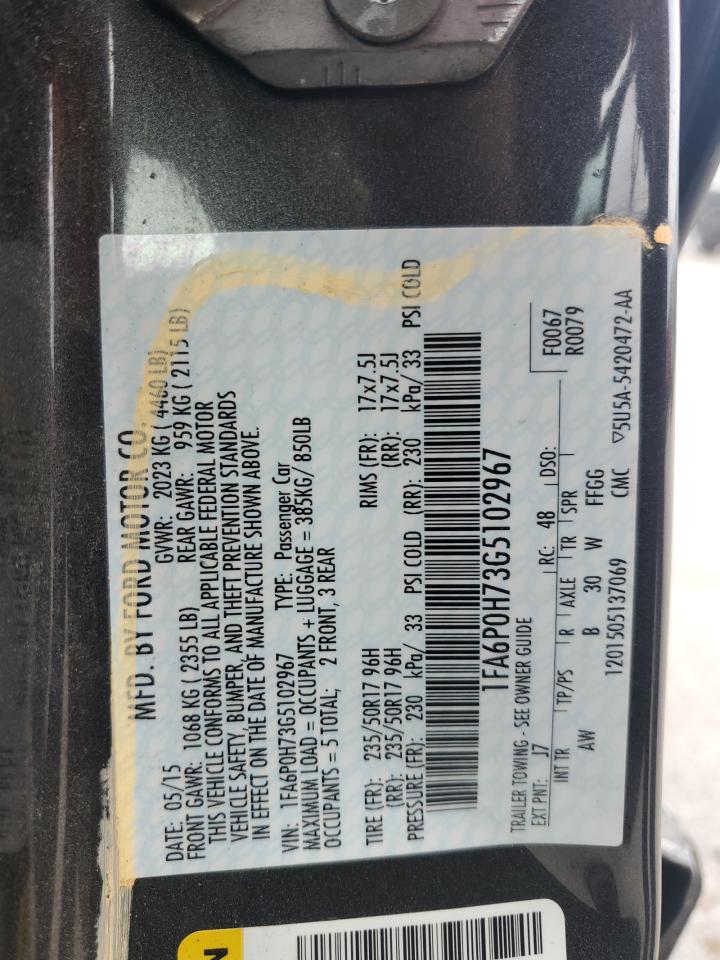 MFD. BY FORD MOTOR CO.
DATE: 05/15 GVWR: 2023 KG ( 4460 LB)
FRONT GAWR: 1068 KG ( 2355 LB) REAR GAWR: 959 KG ( 2115 LB)
THIS VEHICLE CONFORMS TO ALL APPLICABLE FEDERAL MOTOR
VEHICLE SAFETY, BUMPER, AND THEFT PREVENTION STANDARDS
IN EFFECT ON THE DATE OF MANUFACTURE SHOWN ABOVE.
VIN: 1FA6P0H73G5102967 TYPE: Passenger Car
MAXIMUM LOAD = OCCUPANTS + LUGGAGE = 385KG/ 850LB
OCCUPANTS = 5 TOTAL; 2 FRONT, 3 REAR
TIRE (FR): 235/50R17 96H RIMS (FR): 17x7.5J
(RR): 235/50R17 96H (RR): 17x7.5J
PRESSURE (FR): 230 kPa/ 33 PSI COLD (RR): 230 kPa/ 33 PSI COLD
1FA6P0H73G5102967
TRAILER TOWING - SEE OWNER GUIDE F0067
EXT PNT: J7 RC: 48 DSO: R0079
INT TR TP/PS R AXLE TR SPR
AW B 30 W FFGG
1201505137069 CMC ▽5U5A-5420472-AA
N